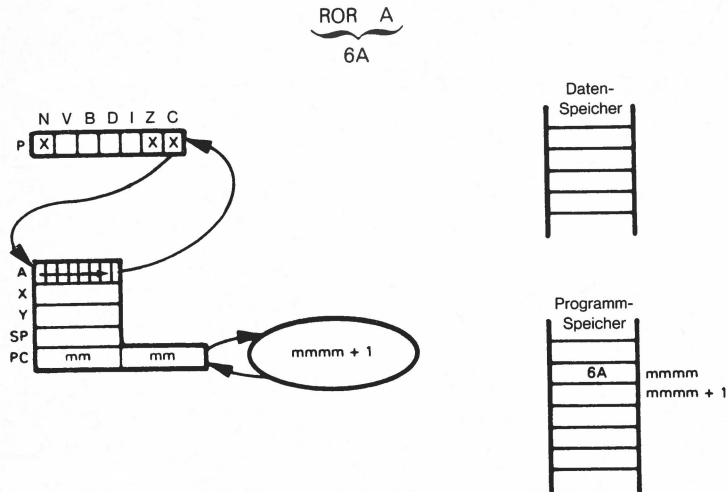 ROR A
6A
N V B D I Z C
P X X X
A
X
Y
SP
PC mm mm
mmmm + 1
Daten-
Speicher
Programm-
Speicher
6A mmmm
mmmm + 1